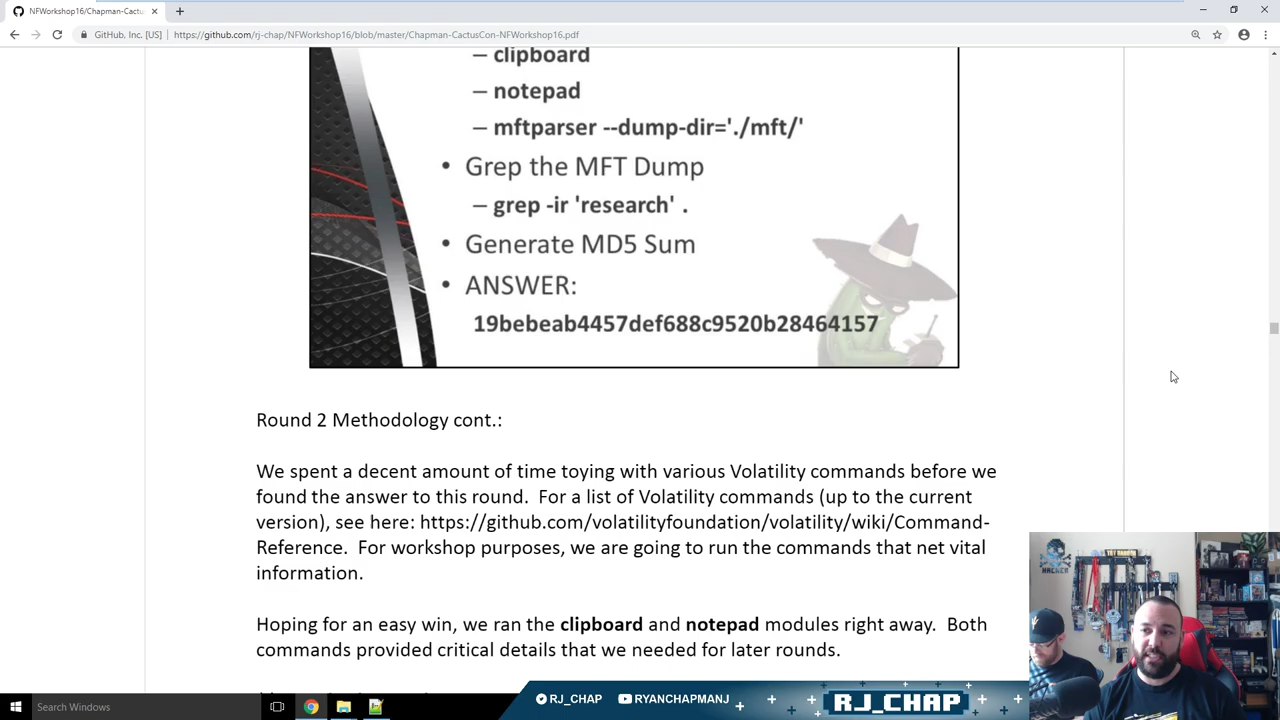 NFWorkshop16/Chapman-Cactus
GitHub, Inc. [US] | https://github.com/rj-chap/NFWorkshop16/blob/master/Chapman-CactusCon-NFWorkshop16.pdf
– clipboard
– notepad
– mftparser --dump-dir='./mft/'
• Grep the MFT Dump
– grep -ir 'research' .
• Generate MD5 Sum
• ANSWER:
19bebeab4457def688c9520b28464157
Round 2 Methodology cont.:
We spent a decent amount of time toying with various Volatility commands before we
found the answer to this round.  For a list of Volatility commands (up to the current
version), see here: https://github.com/volatilityfoundation/volatility/wiki/Command-
Reference.  For workshop purposes, we are going to run the commands that net vital
information.
Hoping for an easy win, we ran the clipboard and notepad modules right away.  Both
commands provided critical details that we needed for later rounds.
Search Windows
RJ_CHAP
RYANCHAPMANJ
RJ_CHAP